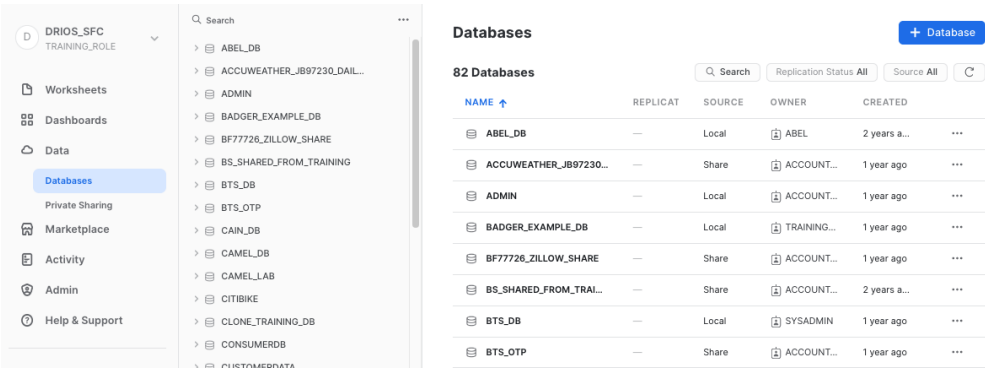 D
DRIOS_SFC
TRAINING_ROLE
Worksheets
Dashboards
Data
Databases
Private Sharing
Marketplace
Activity
Admin
Help & Support
Search
ABEL_DB
ACCUWEATHER_JB97230_DAIL...
ADMIN
BADGER_EXAMPLE_DB
BF77726_ZILLOW_SHARE
BS_SHARED_FROM_TRAINING
BTS_DB
BTS_OTP
CAIN_DB
CAMEL_DB
CAMEL_LAB
CITIBIKE
CLONE_TRAINING_DB
CONSUMERDB
CUSTOMERDATA
Databases
+ Database
82 Databases
Search
Replication Status All
Source All
NAME ↑ REPLICAT SOURCE OWNER CREATED
ABEL_DB — Local ABEL 2 years a...
ACCUWEATHER_JB97230... — Share ACCOUNT... 1 year ago
ADMIN — Local ACCOUNT... 1 year ago
BADGER_EXAMPLE_DB — Local TRAINING... 1 year ago
BF77726_ZILLOW_SHARE — Share ACCOUNT... 1 year ago
BS_SHARED_FROM_TRAI... — Share ACCOUNT... 2 years a...
BTS_DB — Local SYSADMIN 1 year ago
BTS_OTP — Share ACCOUNT... 1 year ago